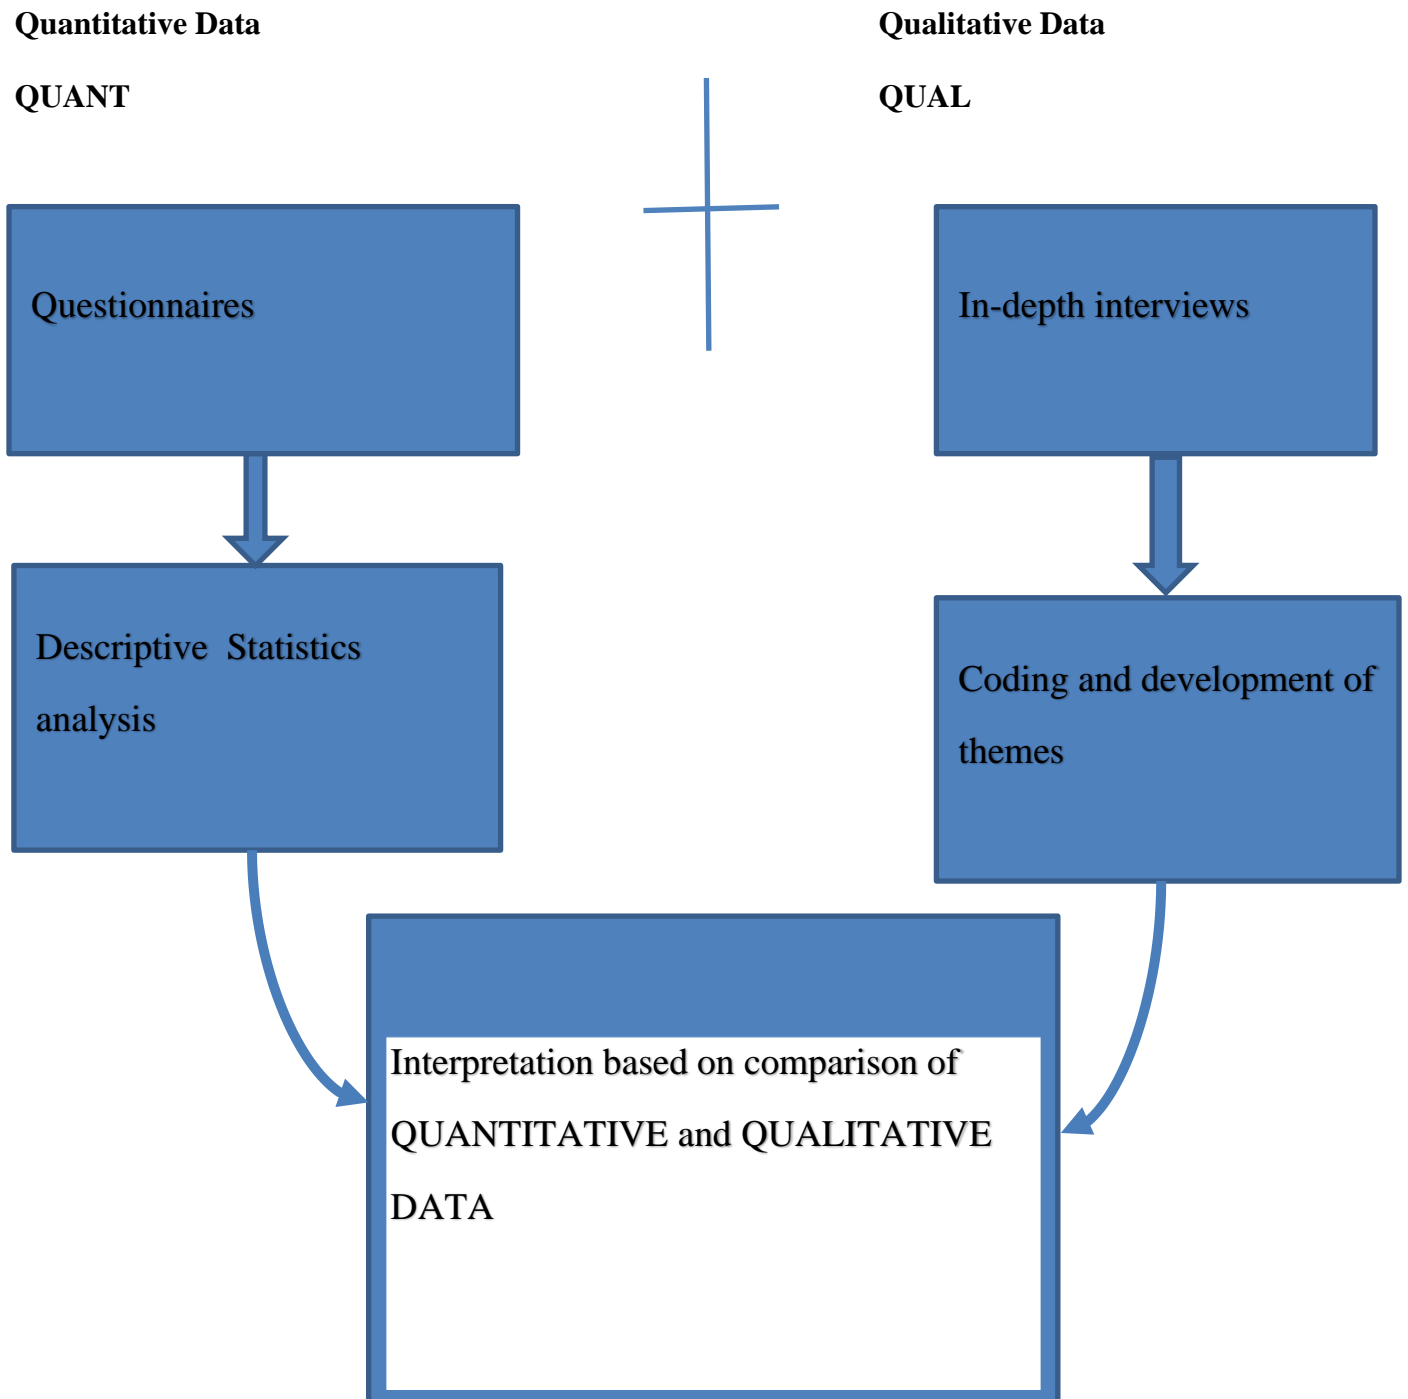 Quantitative Data
Qualitative Data
QUANT
QUAL
Questionnaires
In-depth interviews
Descriptive  Statistics
analysis
Coding and development of
themes
Interpretation based on comparison of
QUANTITATIVE and QUALITATIVE
DATA